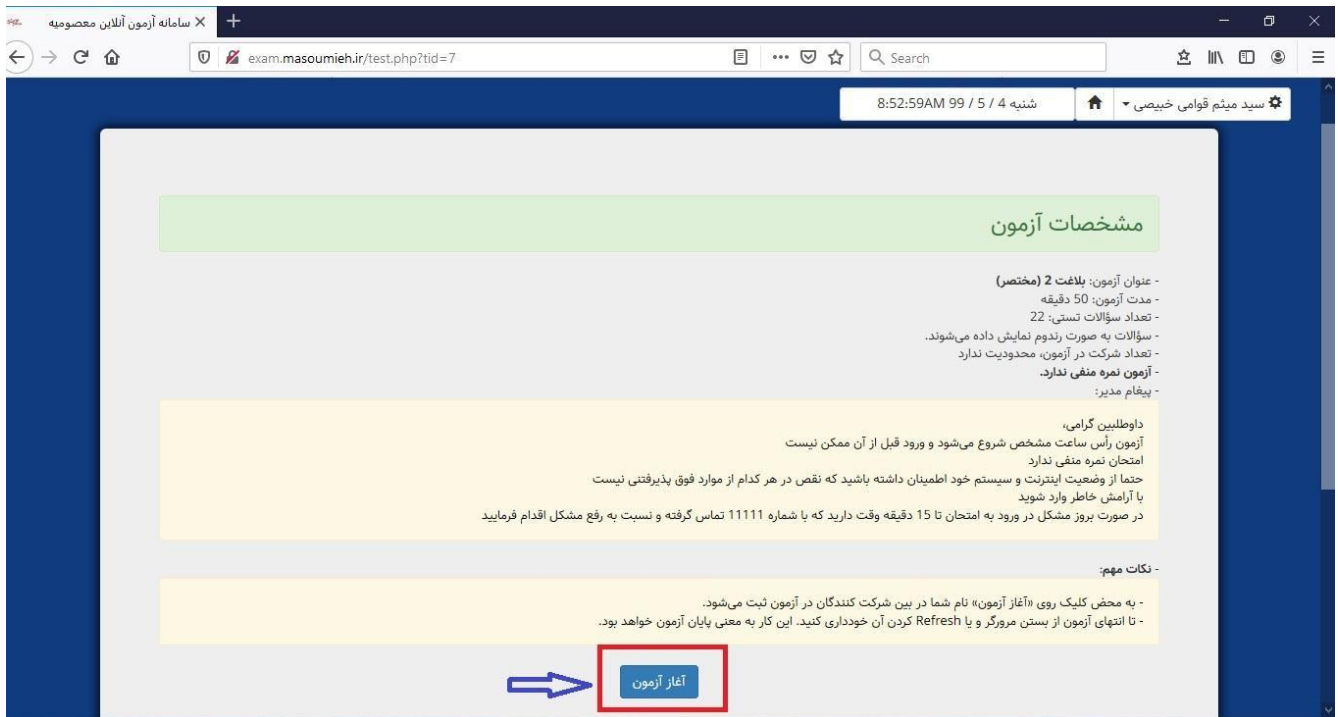 سامانه آزمون آنلاین معصومیه
exam.masoumieh.ir/test.php?tid=7
Search
سید میثم قوامی خبیصی
شنبه 4 / 5 / 99 8:52:59AM
مشخصات آزمون
- عنوان آزمون: بلاغت 2 (مختصر)
- مدت آزمون: 50 دقیقه
- تعداد سؤالات تستی: 22
- سؤالات به صورت رندوم نمایش داده می‌شوند.
- تعداد شرکت در آزمون، محدودیت ندارد
- آزمون نمره منفی ندارد.
- پیغام مدیر:
داوطلبین گرامی،
آزمون رأس ساعت مشخص شروع می‌شود و ورود قبل از آن ممکن نیست
امتحان نمره منفی ندارد
حتما از وضعیت اینترنت و سیستم خود اطمینان داشته باشید که نقص در هر کدام از موارد فوق پذیرفتنی نیست
با آرامش خاطر وارد شوید
در صورت بروز مشکل در ورود به امتحان تا 15 دقیقه وقت دارید که با شماره 11111 تماس گرفته و نسبت به رفع مشکل اقدام فرمایید
- نکات مهم:
- به محض کلیک روی «آغاز آزمون» نام شما در بین شرکت کنندگان در آزمون ثبت می‌شود.
- تا انتهای آزمون از بستن مرورگر و یا Refresh کردن آن خودداری کنید. این کار به معنی پایان آزمون خواهد بود.
آغاز آزمون